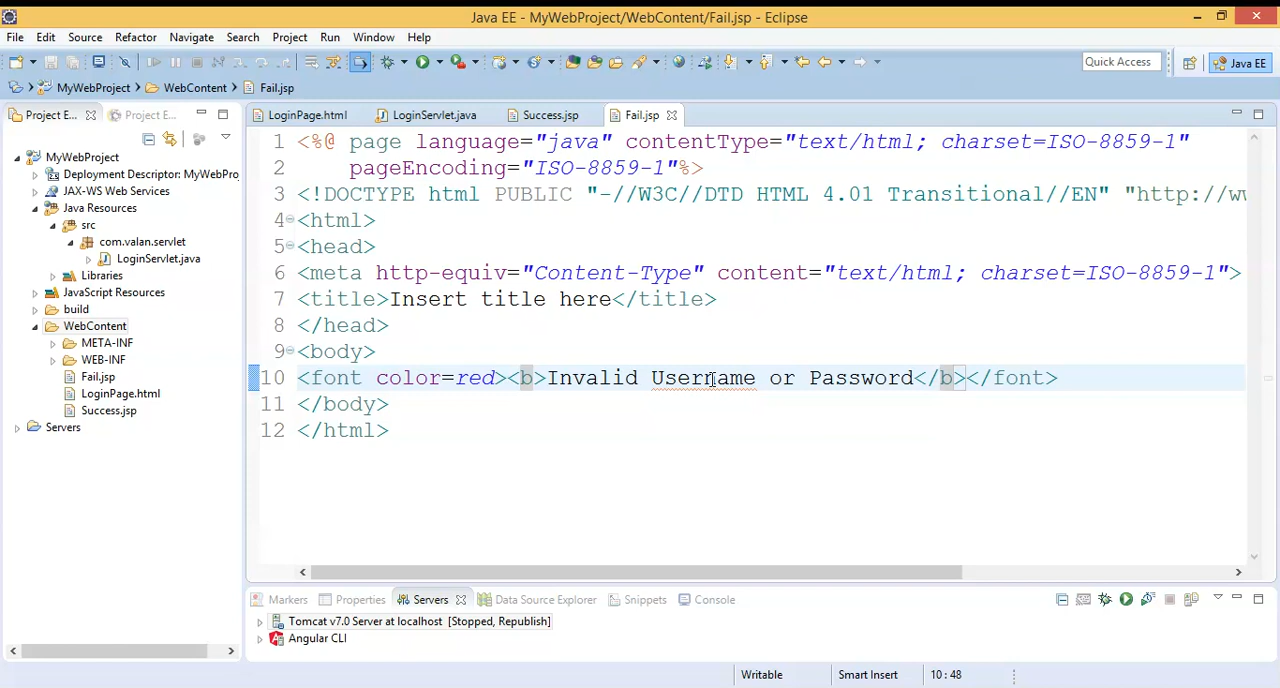 Java EE - MyWebProject/WebContent/Fail.jsp - Eclipse
File Edit Source Refactor Navigate Search Project Run Window Help
Quick Access
Java EE
MyWebProject WebContent Fail.jsp
Project E...
Project E...
MyWebProject
Deployment Descriptor: MyWebPro
JAX-WS Web Services
Java Resources
src
com.valan.servlet
LoginServlet.java
Libraries
JavaScript Resources
build
WebContent
META-INF
WEB-INF
Fail.jsp
LoginPage.html
Success.jsp
Servers
LoginPage.html LoginServlet.java Success.jsp Fail.jsp
1 <%@ page language="java" contentType="text/html; charset=ISO-8859-1"
2 pageEncoding="ISO-8859-1"%>
3 <!DOCTYPE html PUBLIC "-//W3C//DTD HTML 4.01 Transitional//EN" "http://ww
4 <html>
5 <head>
6 <meta http-equiv="Content-Type" content="text/html; charset=ISO-8859-1">
7 <title>Insert title here</title>
8 </head>
9 <body>
10 <font color=red><b>Invalid Username or Password</b></font>
11 </body>
12 </html>
Markers Properties Servers Data Source Explorer Snippets Console
Tomcat v7.0 Server at localhost [Stopped, Republish]
Angular CLI
Writable Smart Insert 10 : 48